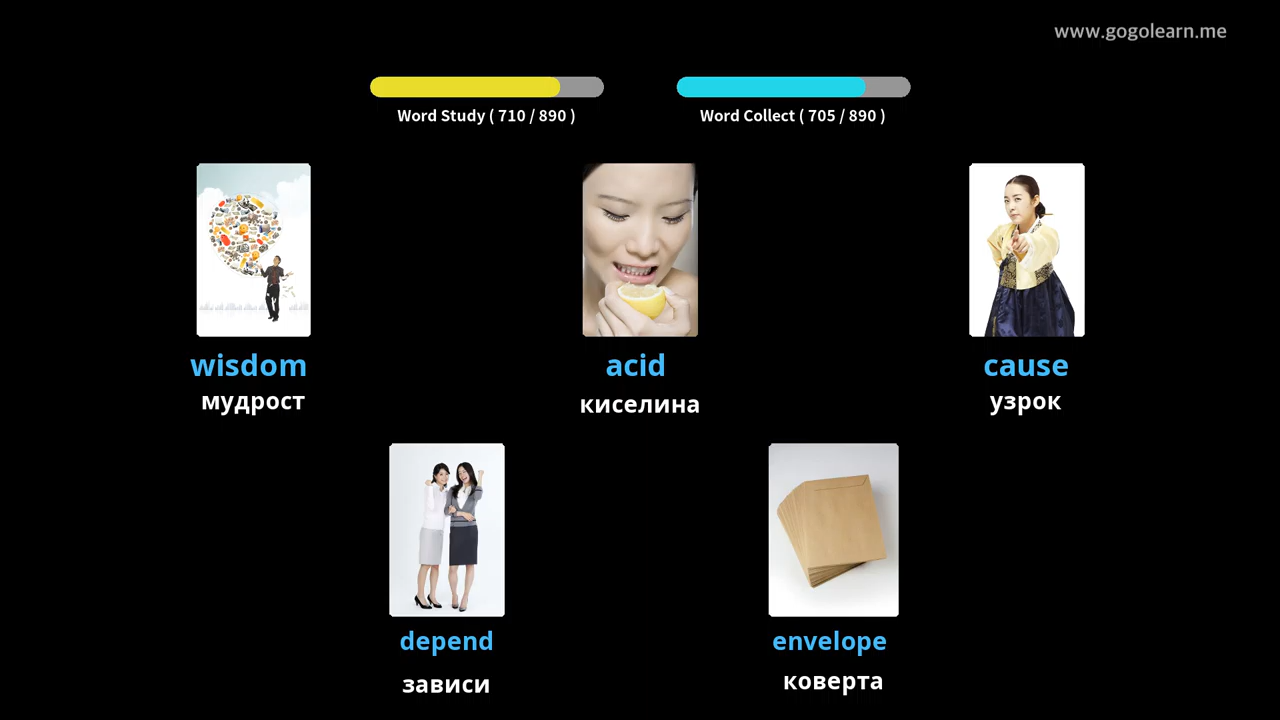 www.gogolearn.me
Word Study ( 710 / 890 )
Word Collect ( 705 / 890 )
wisdom
мудрост
acid
киселина
cause
узрок
depend
зависи
envelope
коверта